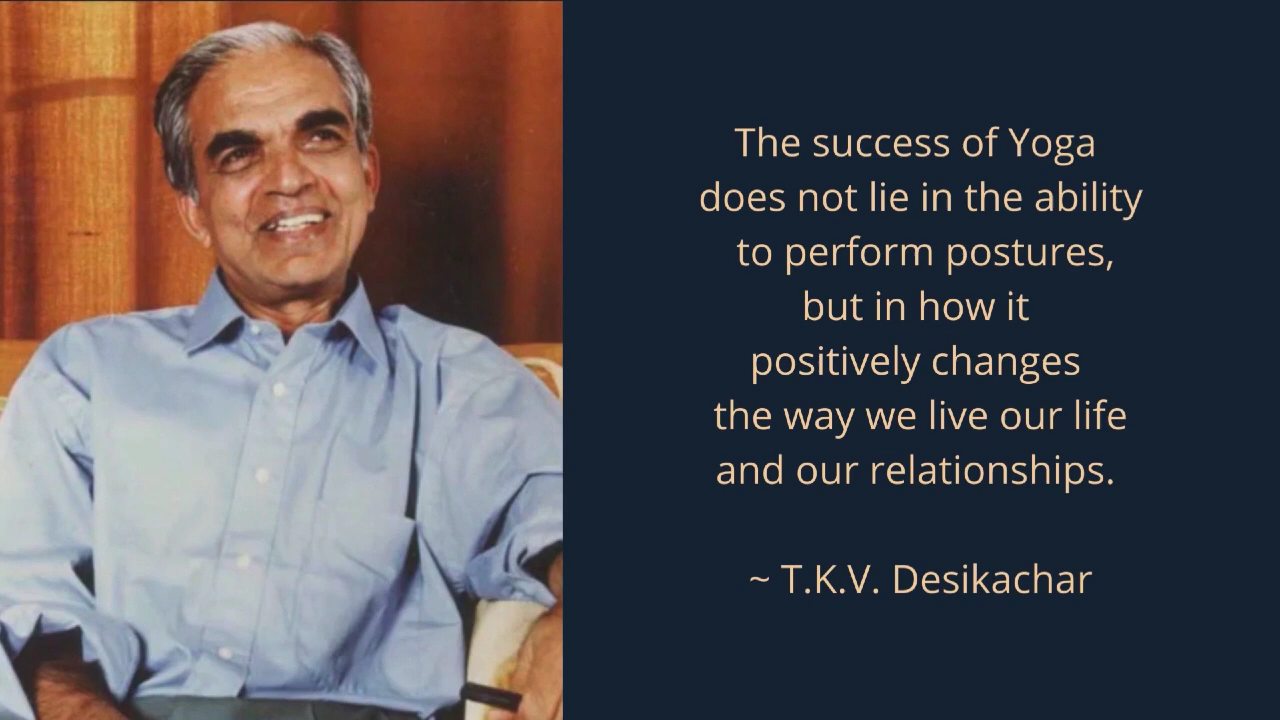 The success of Yoga
does not lie in the ability
to perform postures,
but in how it
positively changes
the way we live our life
and our relationships.
~ T.K.V. Desikachar